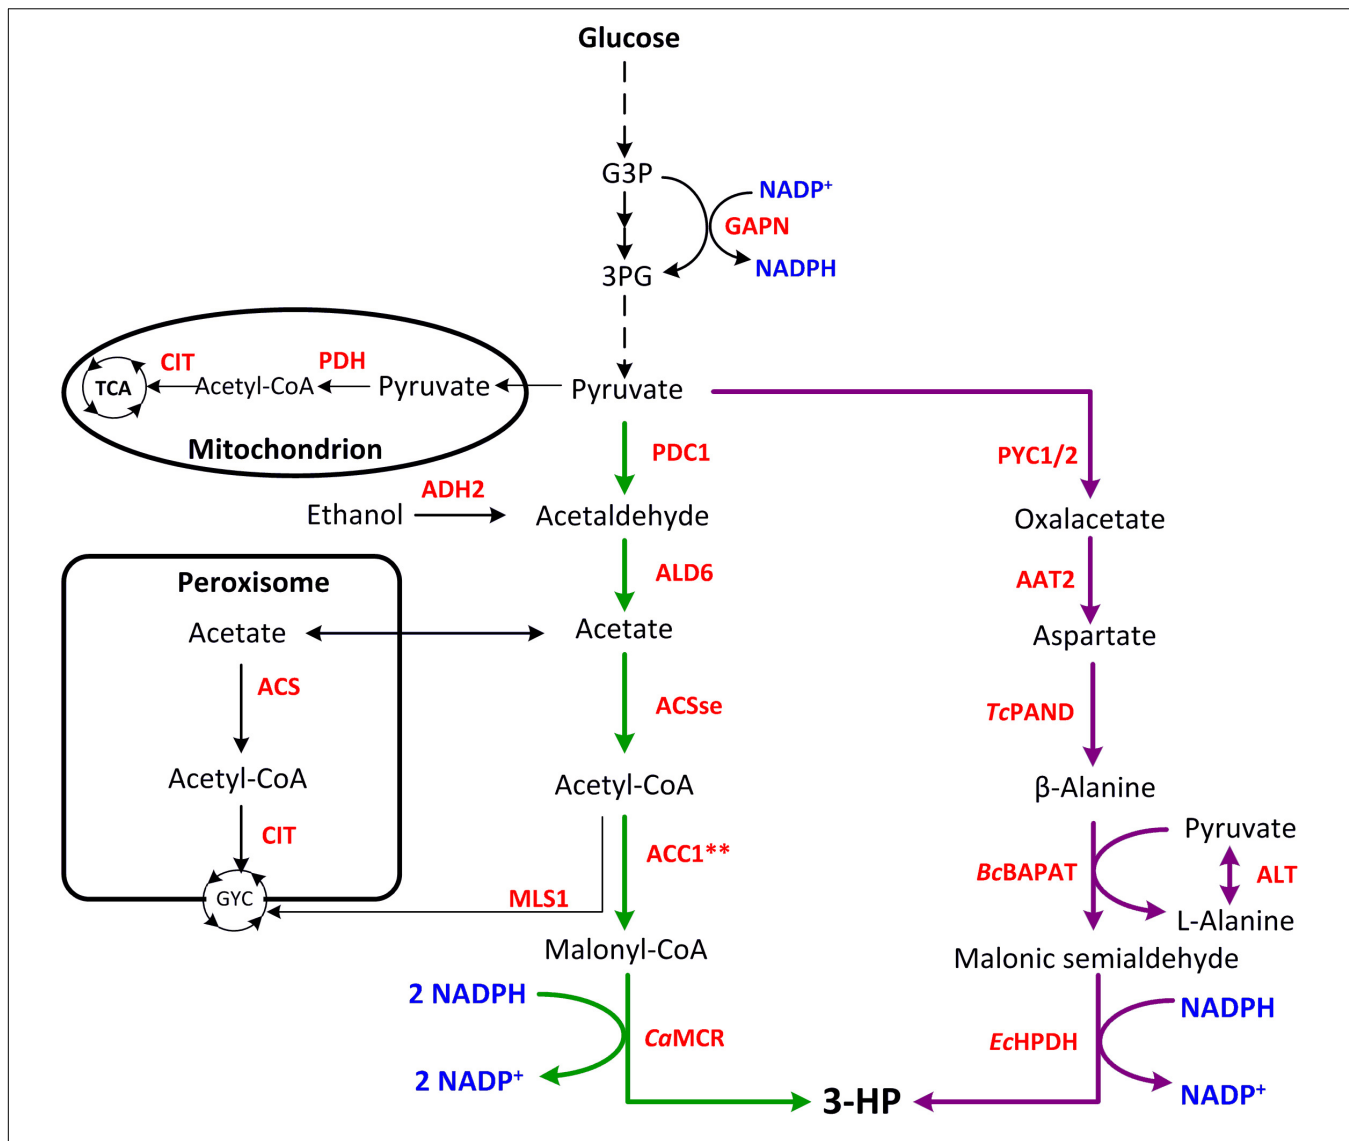 Glucose
G3P
NADP⁺
GAPN
NADPH
3PG
CIT
PDH
TCA
Acetyl-CoA
Pyruvate
Pyruvate
Mitochondrion
PDC1
PYC1/2
ADH2
Ethanol
Acetaldehyde
Oxalacetate
Peroxisome
ALD6
AAT2
Acetate
Acetate
Aspartate
ACS
ACSse
TcPAND
Acetyl-CoA
Acetyl-CoA
β-Alanine
CIT
ACC1**
Pyruvate
BcBAPAT
ALT
GYC
MLS1
L-Alanine
Malonyl-CoA
Malonic semialdehyde
2 NADPH
NADPH
CaMCR
EcHPDH
2 NADP⁺
3-HP
NADP⁺